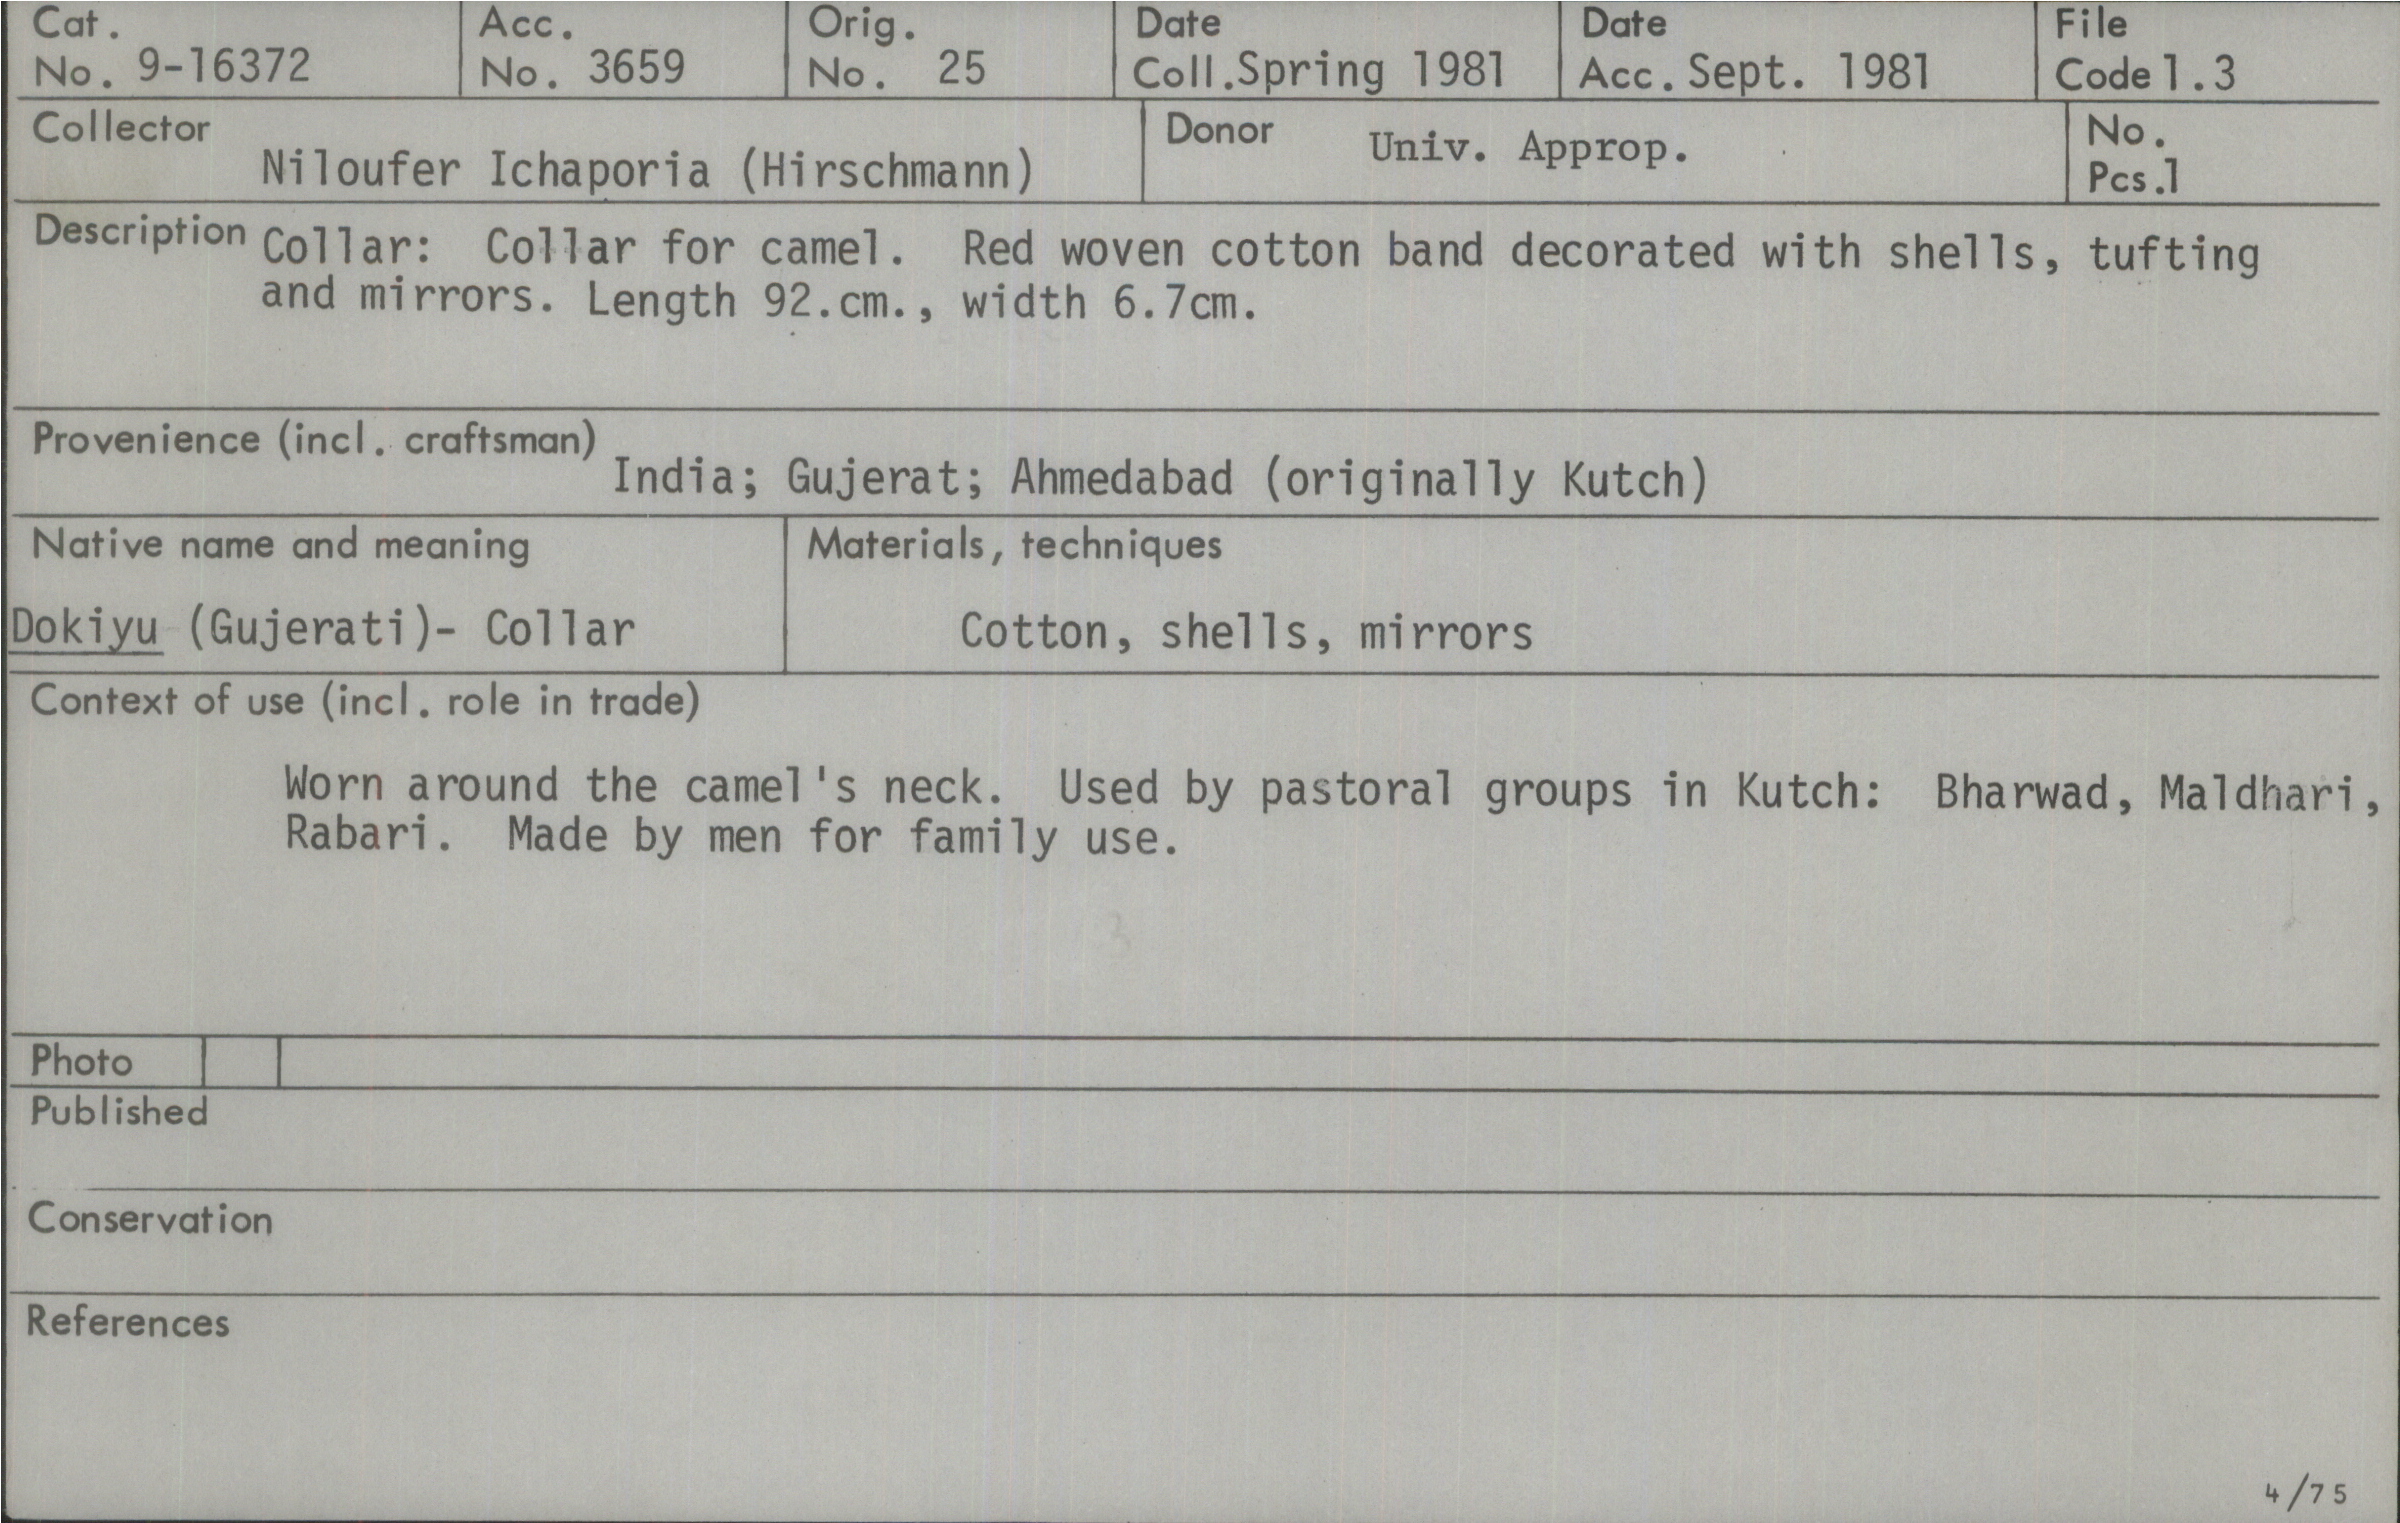 Cat. No. 9-16372
Acc. No. 3659
Orig. No. 25
Date Coll. Spring 1981
Date Acc. Sept. 1981
File Code 1.3
Collector
Niloufer Ichaporia (Hirschmann)
Donor Univ. Approp.
No. Pcs. 1
Description Collar: Collar for camel. Red woven cotton band decorated with shells, tufting
and mirrors. Length 92.cm., width 6.7cm.
Provenience (incl. craftsman)
India; Gujerat; Ahmedabad (originally Kutch)
Native name and meaning
Dokiyu (Gujerati)- Collar
Materials, techniques
Cotton, shells, mirrors
Context of use (incl. role in trade)
Worn around the camel's neck. Used by pastoral groups in Kutch: Bharwad, Maldhari,
Rabari. Made by men for family use.
Photo
Published
Conservation
References
4/75